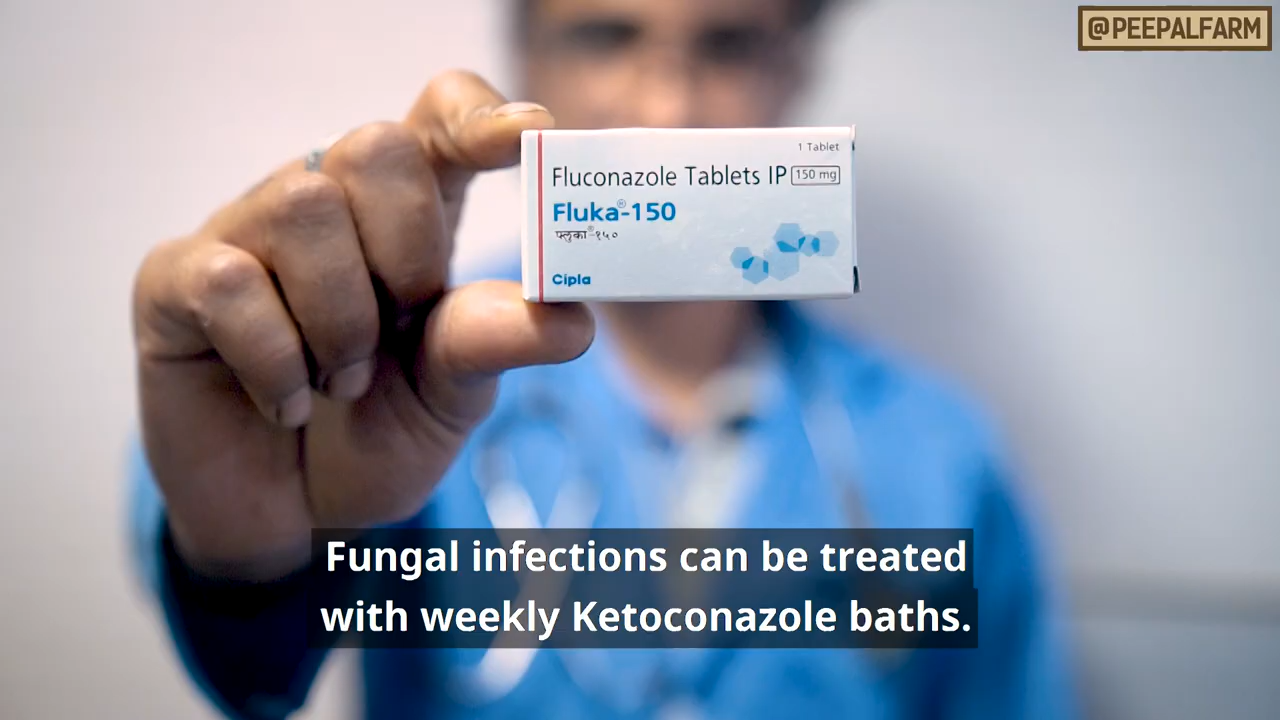 @PEEPALFARM
1 Tablet
Fluconazole Tablets IP 150 mg
Fluka®-150
फ्लुका®-१५०
Cipla
Fungal infections can be treated
with weekly Ketoconazole baths.